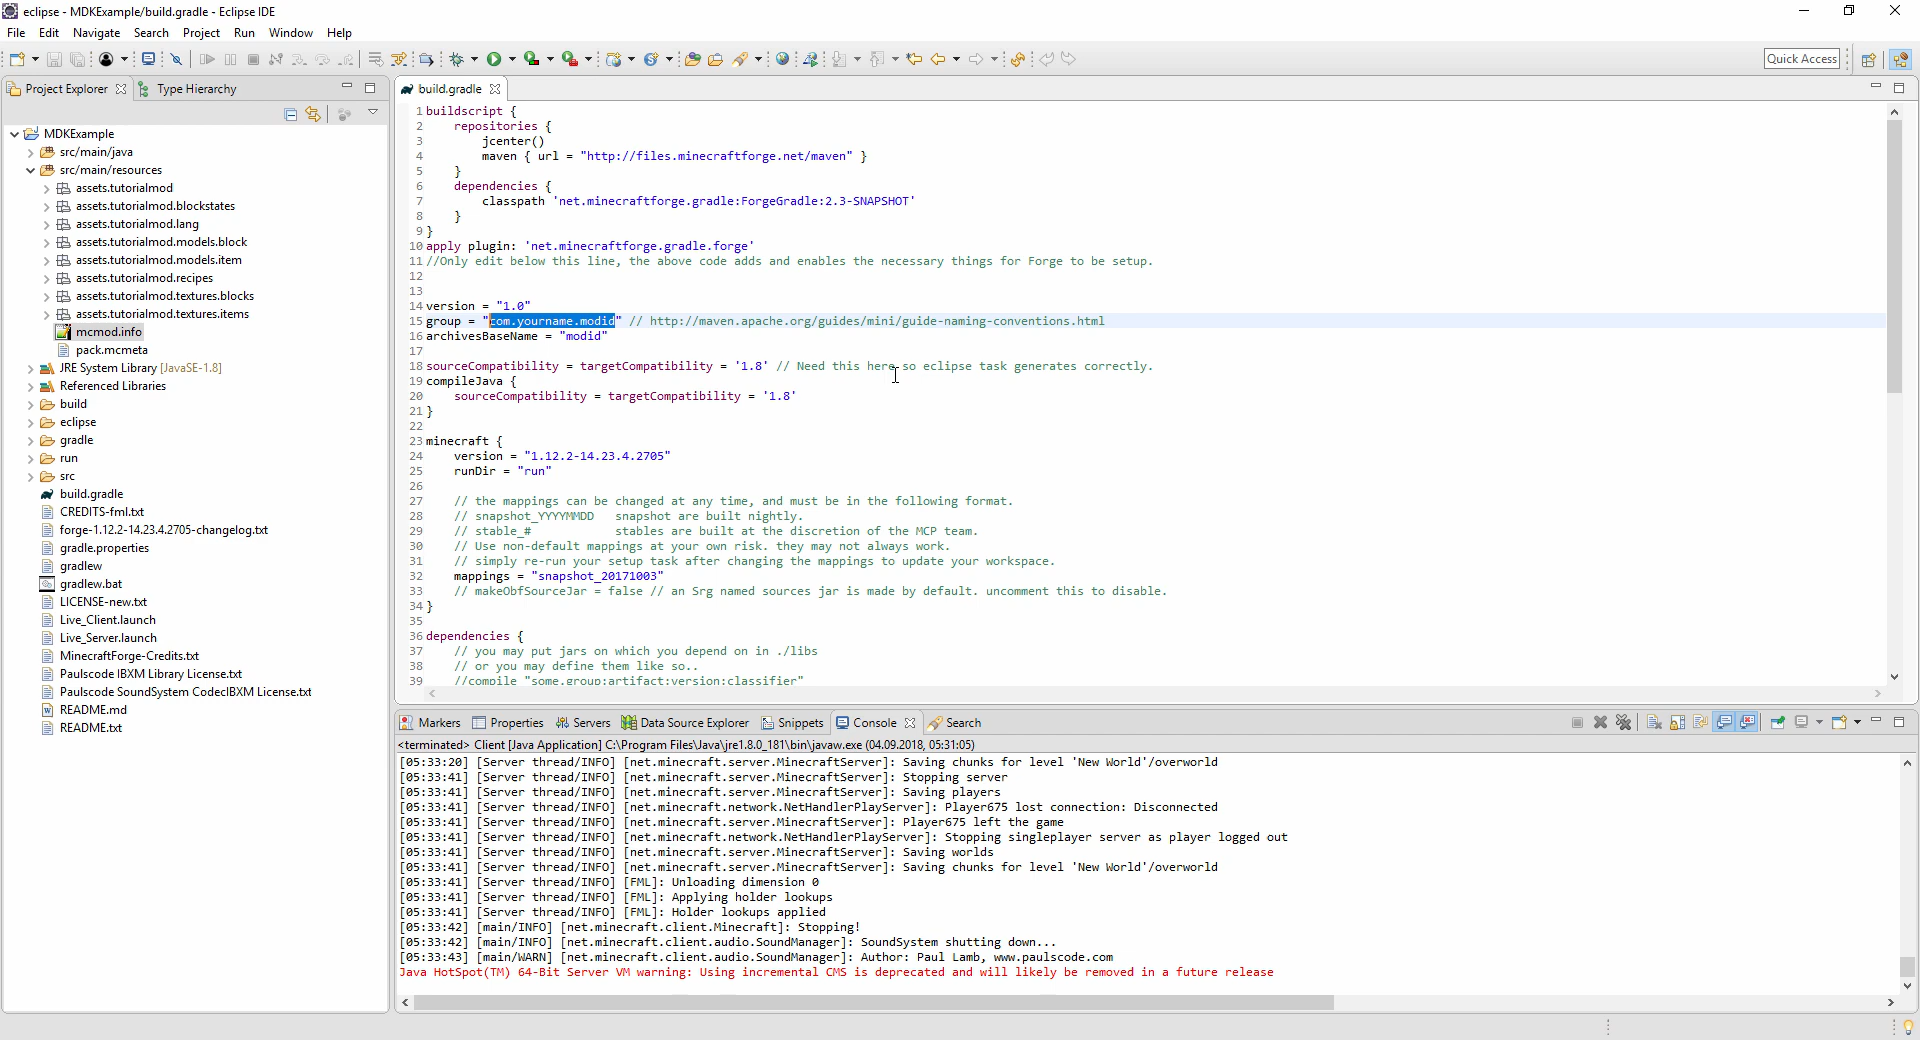 eclipse - MDKExample/build.gradle - Eclipse IDE
File Edit Navigate Search Project Run Window Help
Quick Access
Project Explorer Type Hierarchy
MDKExample
src/main/java
src/main/resources
assets.tutorialmod
assets.tutorialmod.blockstates
assets.tutorialmod.lang
assets.tutorialmod.models.block
assets.tutorialmod.models.item
assets.tutorialmod.recipes
assets.tutorialmod.textures.blocks
assets.tutorialmod.textures.items
mcmod.info
pack.mcmeta
JRE System Library [JavaSE-1.8]
Referenced Libraries
build
eclipse
gradle
run
src
build.gradle
CREDITS-fml.txt
forge-1.12.2-14.23.4.2705-changelog.txt
gradle.properties
gradlew
gradlew.bat
LICENSE-new.txt
Live_Client.launch
Live_Server.launch
MinecraftForge-Credits.txt
Paulscode IBXM Library License.txt
Paulscode SoundSystem CodecIBXM License.txt
README.md
README.txt
build.gradle
1 buildscript {
2 repositories {
3 jcenter()
4 maven { url = "http://files.minecraftforge.net/maven" }
5 }
6 dependencies {
7 classpath 'net.minecraftforge.gradle:ForgeGradle:2.3-SNAPSHOT'
8 }
9 }
10 apply plugin: 'net.minecraftforge.gradle.forge'
11 //Only edit below this line, the above code adds and enables the necessary things for Forge to be setup.
12
13
14 version = "1.0"
15 group = "com.yourname.modid" // http://maven.apache.org/guides/mini/guide-naming-conventions.html
16 archivesBaseName = "modid"
17
18 sourceCompatibility = targetCompatibility = '1.8' // Need this here so eclipse task generates correctly.
19 compileJava {
20 sourceCompatibility = targetCompatibility = '1.8'
21 }
22
23 minecraft {
24 version = "1.12.2-14.23.4.2705"
25 runDir = "run"
26
27 // the mappings can be changed at any time, and must be in the following format.
28 // snapshot_YYYYMMDD snapshot are built nightly.
29 // stable_# stables are built at the discretion of the MCP team.
30 // Use non-default mappings at your own risk. they may not always work.
31 // simply re-run your setup task after changing the mappings to update your workspace.
32 mappings = "snapshot_20171003"
33 // makeObfSourceJar = false // an Srg named sources jar is made by default. uncomment this to disable.
34 }
35
36 dependencies {
37 // you may put jars on which you depend on in ./libs
38 // or you may define them like so..
39 //compile "some.group:artifact:version:classifier"
Markers Properties Servers Data Source Explorer Snippets Console Search
<terminated> Client [Java Application] C:\Program Files\Java\jre1.8.0_181\bin\javaw.exe (04.09.2018, 05:31:05)
[05:33:20] [Server thread/INFO] [net.minecraft.server.MinecraftServer]: Saving chunks for level 'New World'/overworld
[05:33:41] [Server thread/INFO] [net.minecraft.server.MinecraftServer]: Stopping server
[05:33:41] [Server thread/INFO] [net.minecraft.server.MinecraftServer]: Saving players
[05:33:41] [Server thread/INFO] [net.minecraft.network.NetHandlerPlayServer]: Player675 lost connection: Disconnected
[05:33:41] [Server thread/INFO] [net.minecraft.server.MinecraftServer]: Player675 left the game
[05:33:41] [Server thread/INFO] [net.minecraft.network.NetHandlerPlayServer]: Stopping singleplayer server as player logged out
[05:33:41] [Server thread/INFO] [net.minecraft.server.MinecraftServer]: Saving worlds
[05:33:41] [Server thread/INFO] [net.minecraft.server.MinecraftServer]: Saving chunks for level 'New World'/overworld
[05:33:41] [Server thread/INFO] [FML]: Unloading dimension 0
[05:33:41] [Server thread/INFO] [FML]: Applying holder lookups
[05:33:41] [Server thread/INFO] [FML]: Holder lookups applied
[05:33:42] [main/INFO] [net.minecraft.client.Minecraft]: Stopping!
[05:33:42] [main/INFO] [net.minecraft.client.audio.SoundManager]: SoundSystem shutting down...
[05:33:43] [main/WARN] [net.minecraft.client.audio.SoundManager]: Author: Paul Lamb, www.paulscode.com
Java HotSpot(TM) 64-Bit Server VM warning: Using incremental CMS is deprecated and will likely be removed in a future release